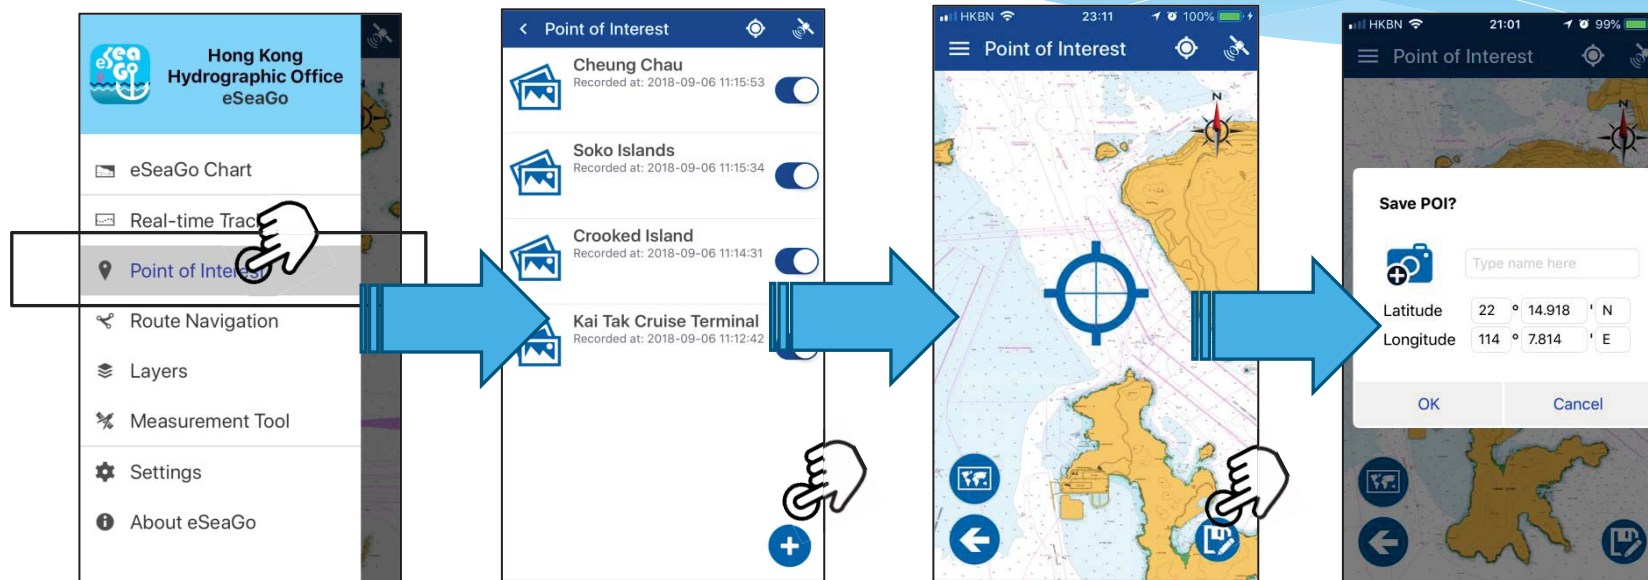 eSea
GO
Hong Kong
Hydrographic Office
eSeaGo
eSeaGo Chart
Real-time Trac
Point of Interest
Route Navigation
Layers
Measurement Tool
Settings
About eSeaGo
Point of Interest
Cheung Chau
Recorded at: 2018-09-06 11:15:53
Soko Islands
Recorded at: 2018-09-06 11:15:34
Crooked Island
Recorded at: 2018-09-06 11:14:31
Kai Tak Cruise Terminal
Recorded at: 2018-09-06 11:12:42
HKBN 23:11 100%
Point of Interest
N
HKBN 21:01 99%
Point of Interest
N
Save POI?
Type name here
Latitude 22 ° 14.918 ' N
Longitude 114 ° 7.814 ' E
OK Cancel